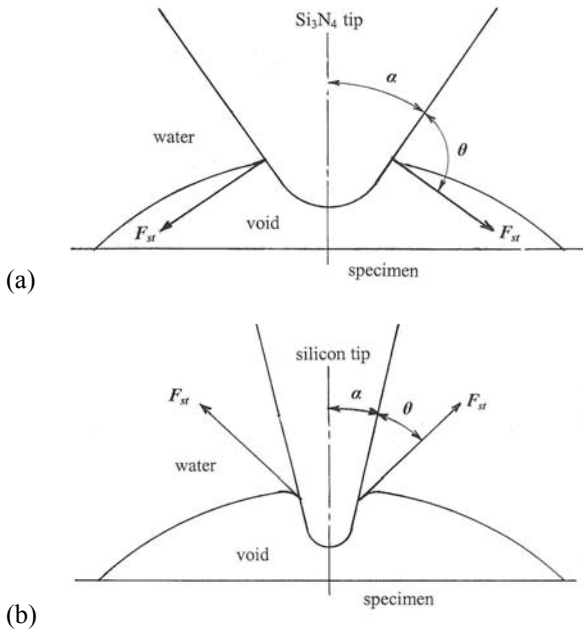 Si₃N₄ tip
α
water
θ
void
F_st F_st
specimen
(a)
silicon tip
α θ
F_st F_st
water
void
specimen
(b)